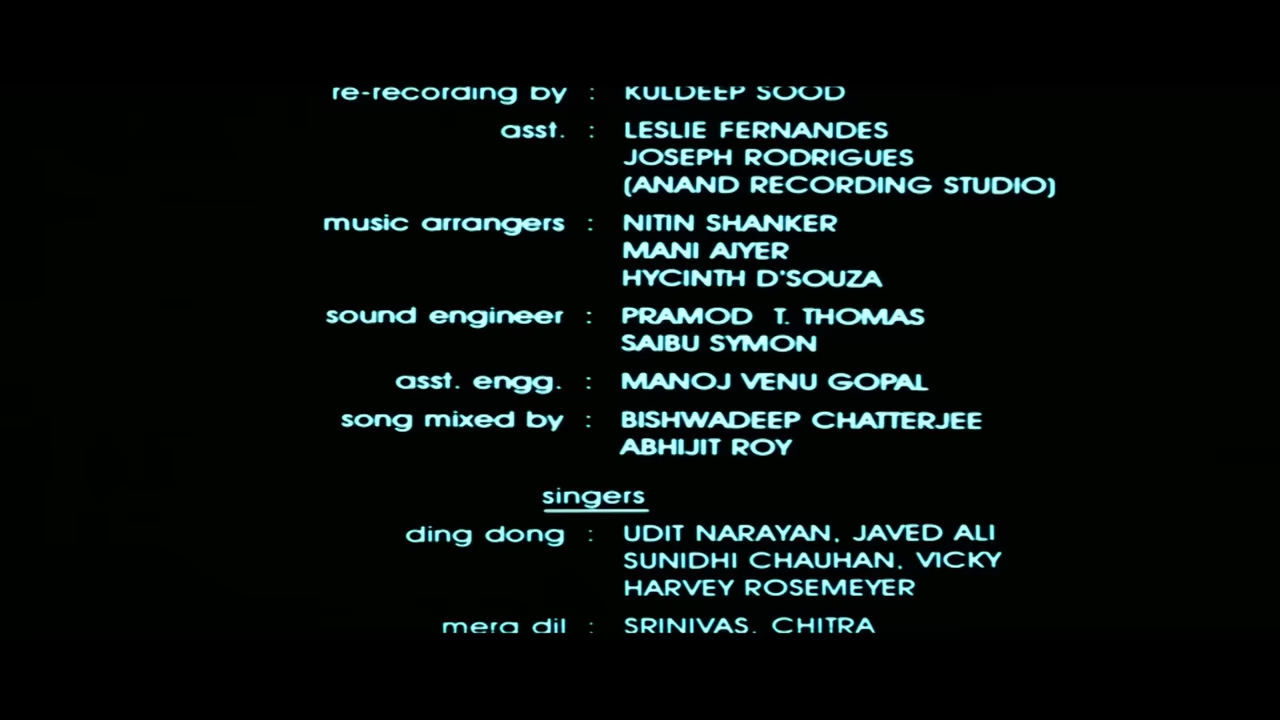 re-recording by : KULDEEP SOOD
asst. : LESLIE FERNANDES
JOSEPH RODRIGUES
(ANAND RECORDING STUDIO)
music arrangers : NITIN SHANKER
MANI AIYER
HYCINTH D'SOUZA
sound engineer : PRAMOD T. THOMAS
SAIBU SYMON
asst. engg. : MANOJ VENU GOPAL
song mixed by : BISHWADEEP CHATTERJEE
ABHIJIT ROY
singers
ding dong : UDIT NARAYAN, JAVED ALI
SUNIDHI CHAUHAN, VICKY
HARVEY ROSEMEYER
mera dil : SRINIVAS, CHITRA